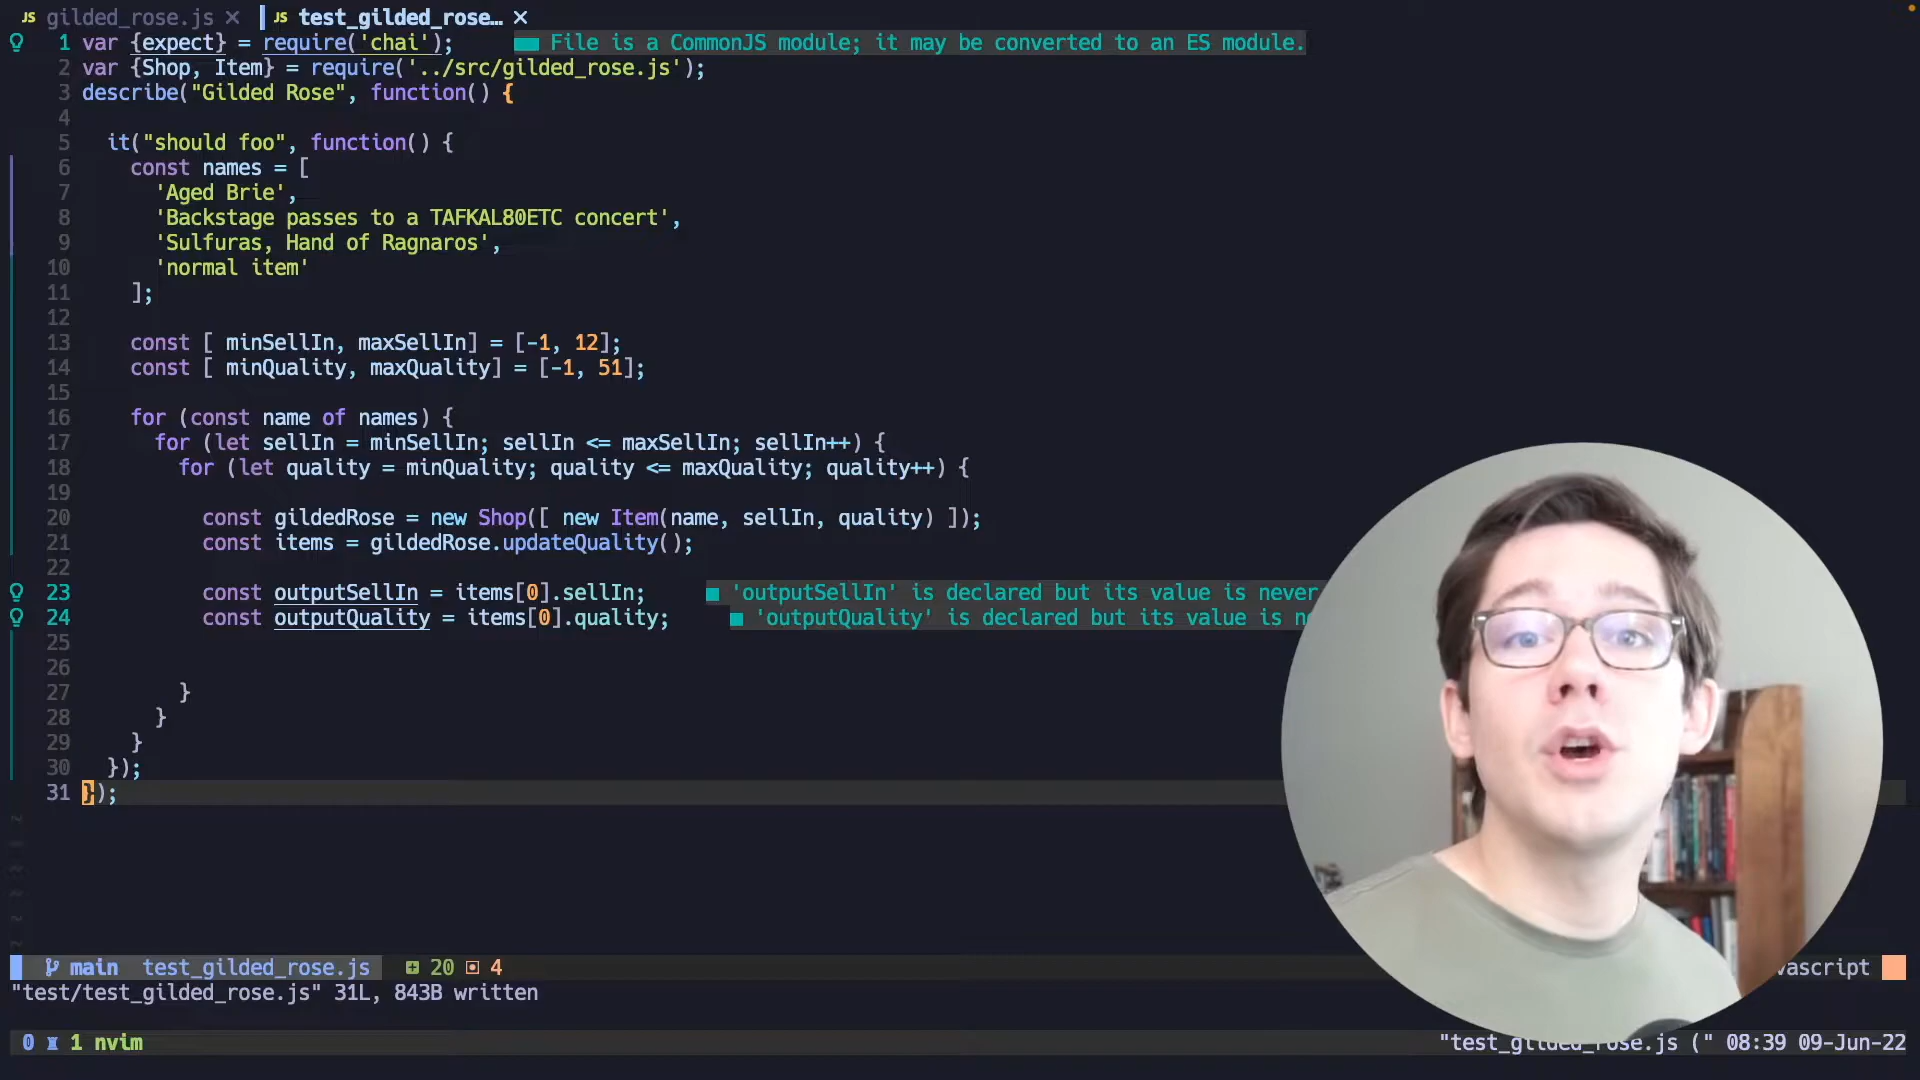 JS gilded_rose.js ✕ JS test_gilded_rose… ✕
1 var {expect} = require('chai'); File is a CommonJS module; it may be converted to an ES module.
2 var {Shop, Item} = require('../src/gilded_rose.js');
3 describe("Gilded Rose", function() {
4
5 it("should foo", function() {
6 const names = [
7 'Aged Brie',
8 'Backstage passes to a TAFKAL80ETC concert',
9 'Sulfuras, Hand of Ragnaros',
10 'normal item'
11 ];
12
13 const [ minSellIn, maxSellIn] = [-1, 12];
14 const [ minQuality, maxQuality] = [-1, 51];
15
16 for (const name of names) {
17 for (let sellIn = minSellIn; sellIn <= maxSellIn; sellIn++) {
18 for (let quality = minQuality; quality <= maxQuality; quality++) {
19
20 const gildedRose = new Shop([ new Item(name, sellIn, quality) ]);
21 const items = gildedRose.updateQuality();
22
23 const outputSellIn = items[0].sellIn; 'outputSellIn' is declared but its value is never
24 const outputQuality = items[0].quality; 'outputQuality' is declared but its value is
25
26
27 }
28 }
29 }
30 });
31 });
main test_gilded_rose.js 20 4 vascript
"test/test_gilded_rose.js" 31L, 843B written
0 1 nvim "test_gilded_rose.js (" 08:39 09-Jun-22